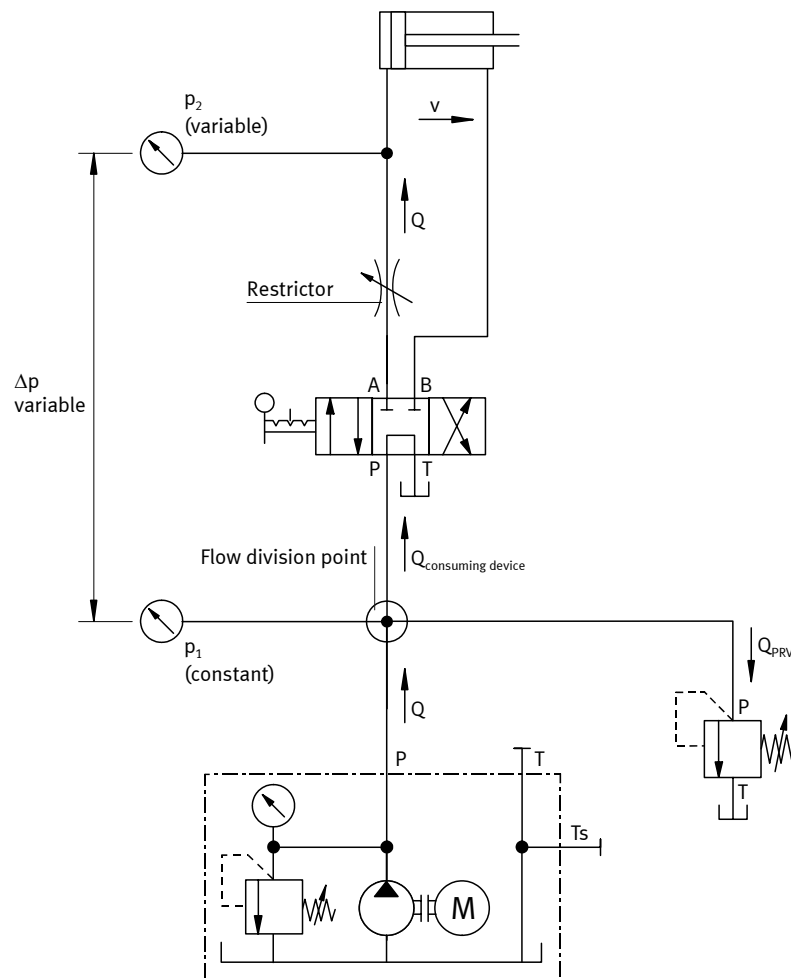 p2
(variable)
v
Q
Restrictor
Δp
variable
A B
P T
Flow division point
Qconsuming device
p1
(constant)
QPRV
Q
P
P
T
T
Ts
M